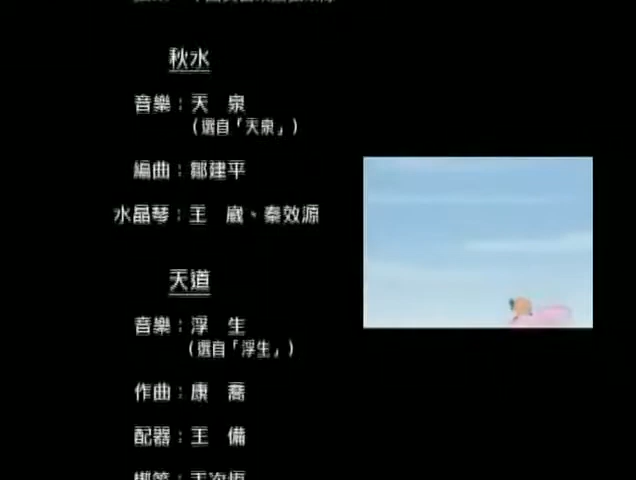 秋水
音樂：天　泉
（選自「天泉」）
編曲：鄒建平
水晶琴：王　崴、秦效源
天道
音樂：浮　生
（選自「浮生」）
作曲：康　喬
配器：王　備